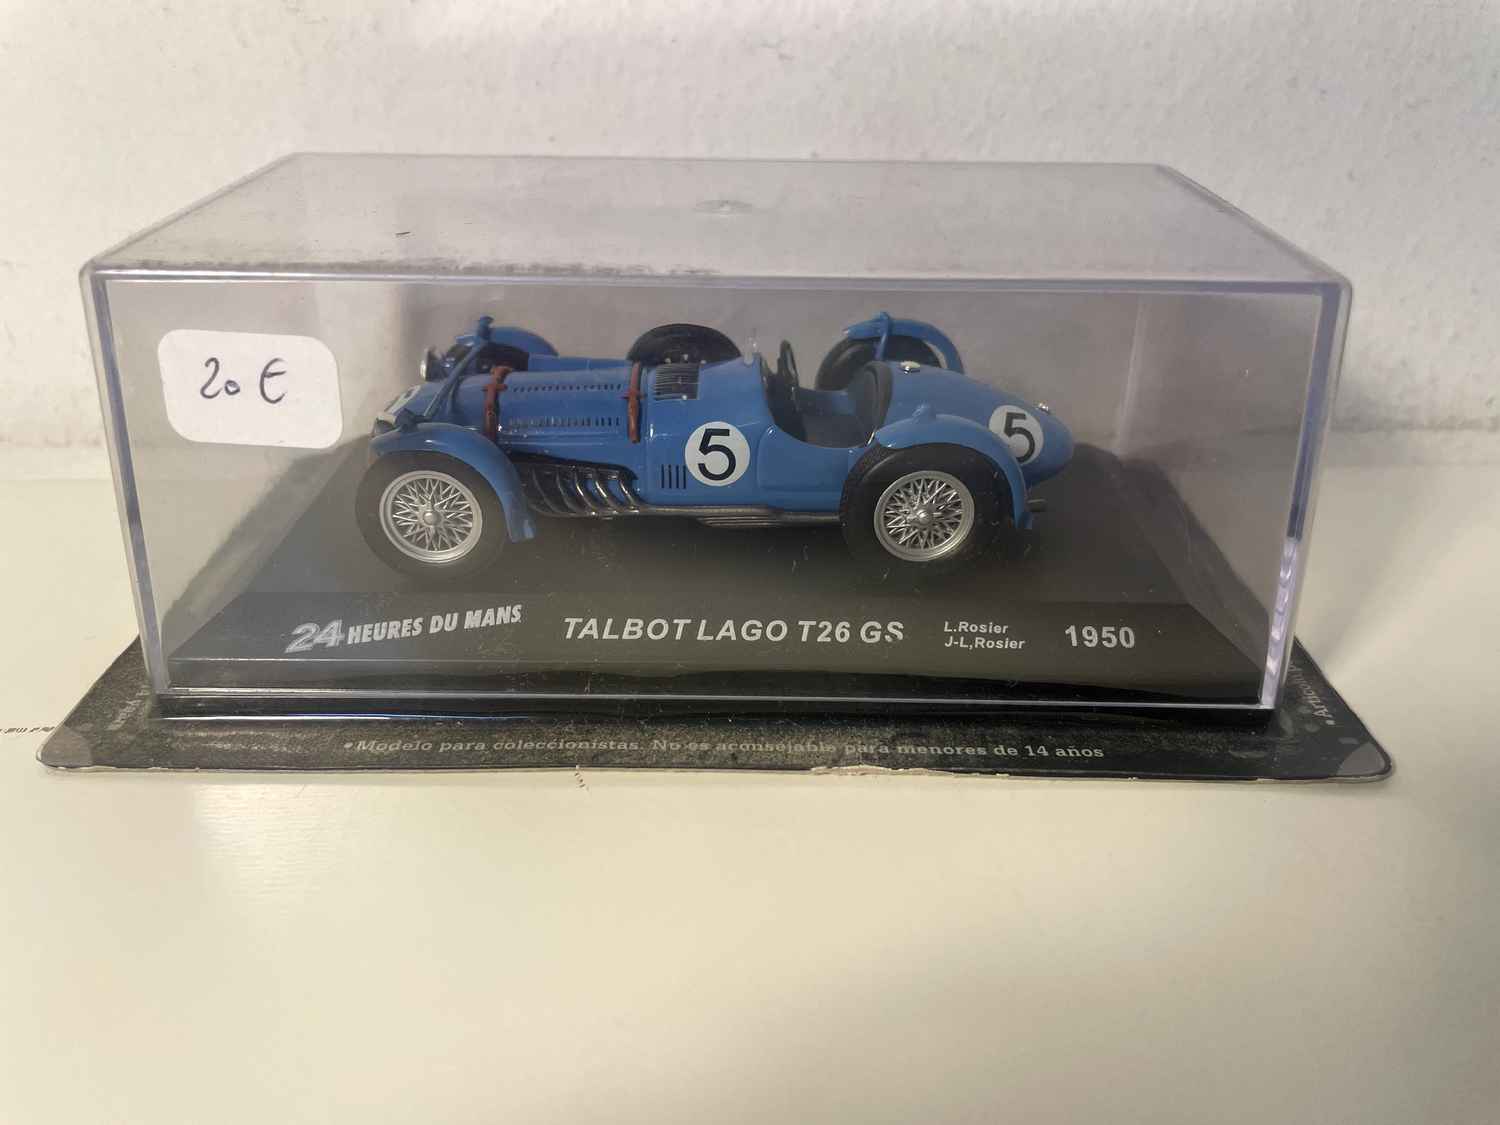 20 €
5
5
24 HEURES DU MANS
TALBOT LAGO T26 GS
L.Rosier
J-L,Rosier
1950
• Modelo para coleccionistas. No es aconsejable para menores de 14 años